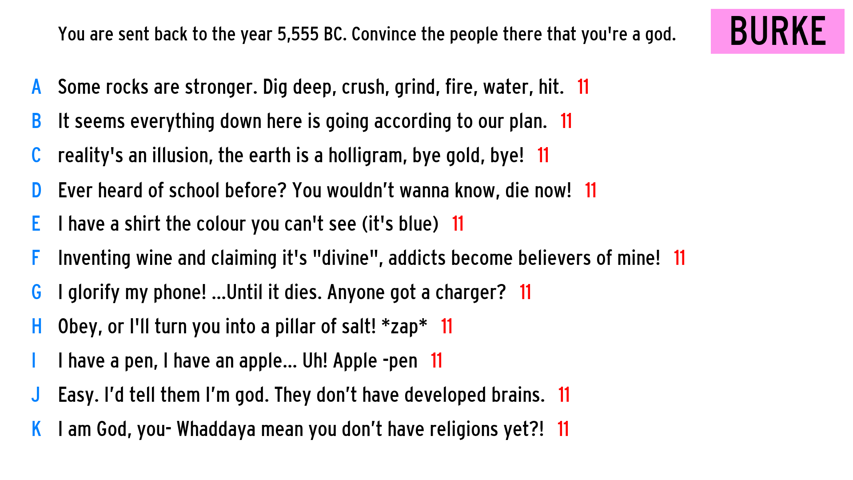 You are sent back to the year 5,555 BC. Convince the people there that you're a god.
BURKE
A Some rocks are stronger. Dig deep, crush, grind, fire, water, hit. 11
B It seems everything down here is going according to our plan. 11
C reality's an illusion, the earth is a holligram, bye gold, bye! 11
D Ever heard of school before? You wouldn’t wanna know, die now! 11
E I have a shirt the colour you can't see (it's blue) 11
F Inventing wine and claiming it's "divine", addicts become believers of mine! 11
G I glorify my phone! ...Until it dies. Anyone got a charger? 11
H Obey, or I'll turn you into a pillar of salt! *zap* 11
I I have a pen, I have an apple... Uh! Apple -pen 11
J Easy. I’d tell them I’m god. They don’t have developed brains. 11
K I am God, you- Whaddaya mean you don’t have religions yet?! 11